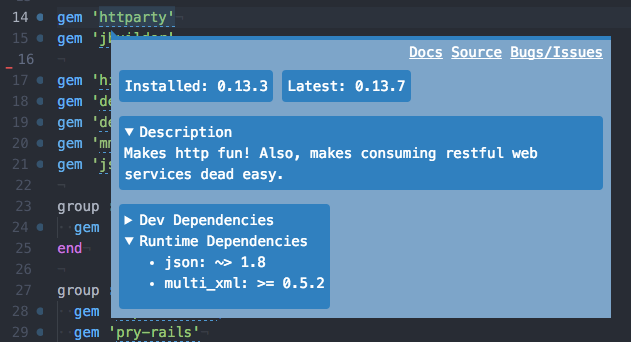 14 gem 'httparty'
15 gem 'jbuilder'
16
Docs Source Bugs/Issues
17 gem 'h
Installed: 0.13.3 Latest: 0.13.7
18 gem 'de
19 gem 'de
Description
20 gem 'm
Makes http fun! Also, makes consuming restful web
21 gem 'js
services dead easy.
22
23 group :
24 gem
Dev Dependencies
25 end
Runtime Dependencies
26
• json: ~> 1.8
27 group :
• multi_xml: >= 0.5.2
28 gem
29 gem 'pry-rails'